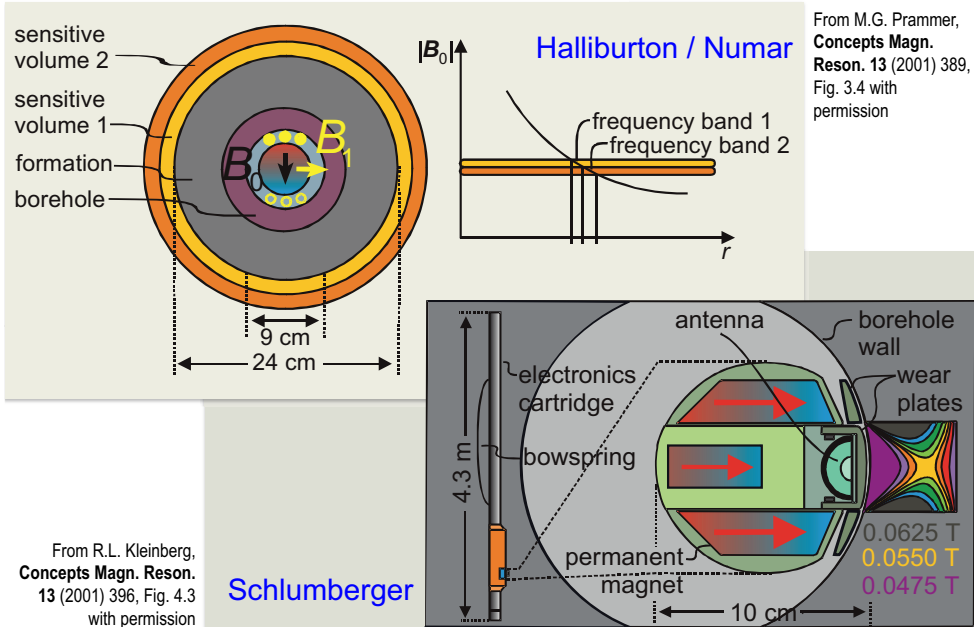 sensitive
volume 2
sensitive
volume 1
formation
borehole
B0
B1
9 cm
24 cm
|B0|
Halliburton / Numar
frequency band 1
frequency band 2
r
From M.G. Prammer,
Concepts Magn.
Reson. 13 (2001) 389,
Fig. 3.4 with
permission
4.3 m
electronics
cartridge
bowspring
antenna
borehole
wall
wear
plates
permanent
magnet
10 cm
0.0625 T
0.0550 T
0.0475 T
Schlumberger
From R.L. Kleinberg,
Concepts Magn. Reson.
13 (2001) 396, Fig. 4.3
with permission